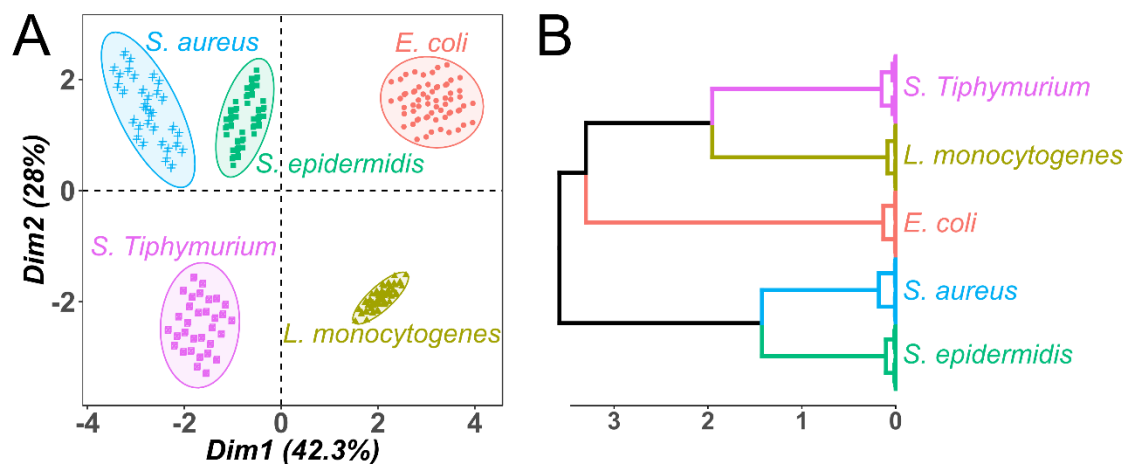 A
S. aureus
E. coli
S. epidermidis
S. Tiphymurium
L. monocytogenes
2
0
-2
Dim2 (28%)
-4
-2
0
2
4
Dim1 (42.3%)
B
S. Tiphymurium
L. monocytogenes
E. coli
S. aureus
S. epidermidis
3
2
1
0